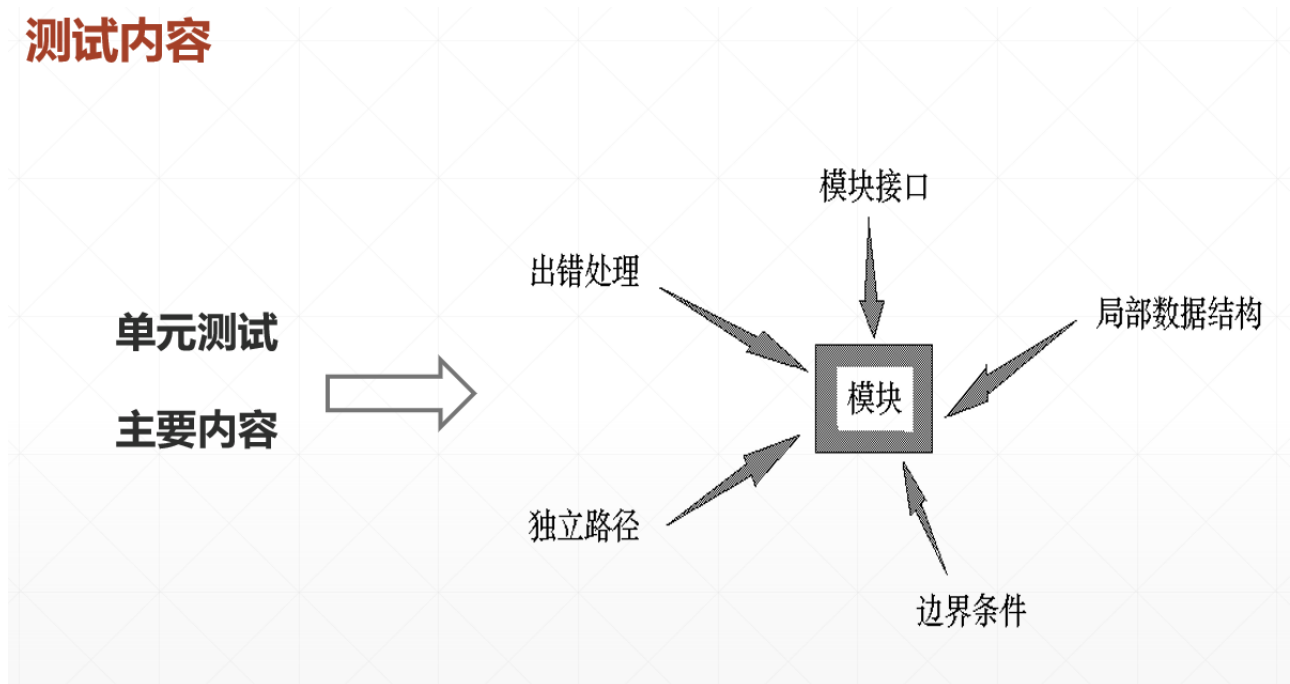 测试内容
单元测试
主要内容
模块接口
出错处理
局部数据结构
模块
独立路径
边界条件